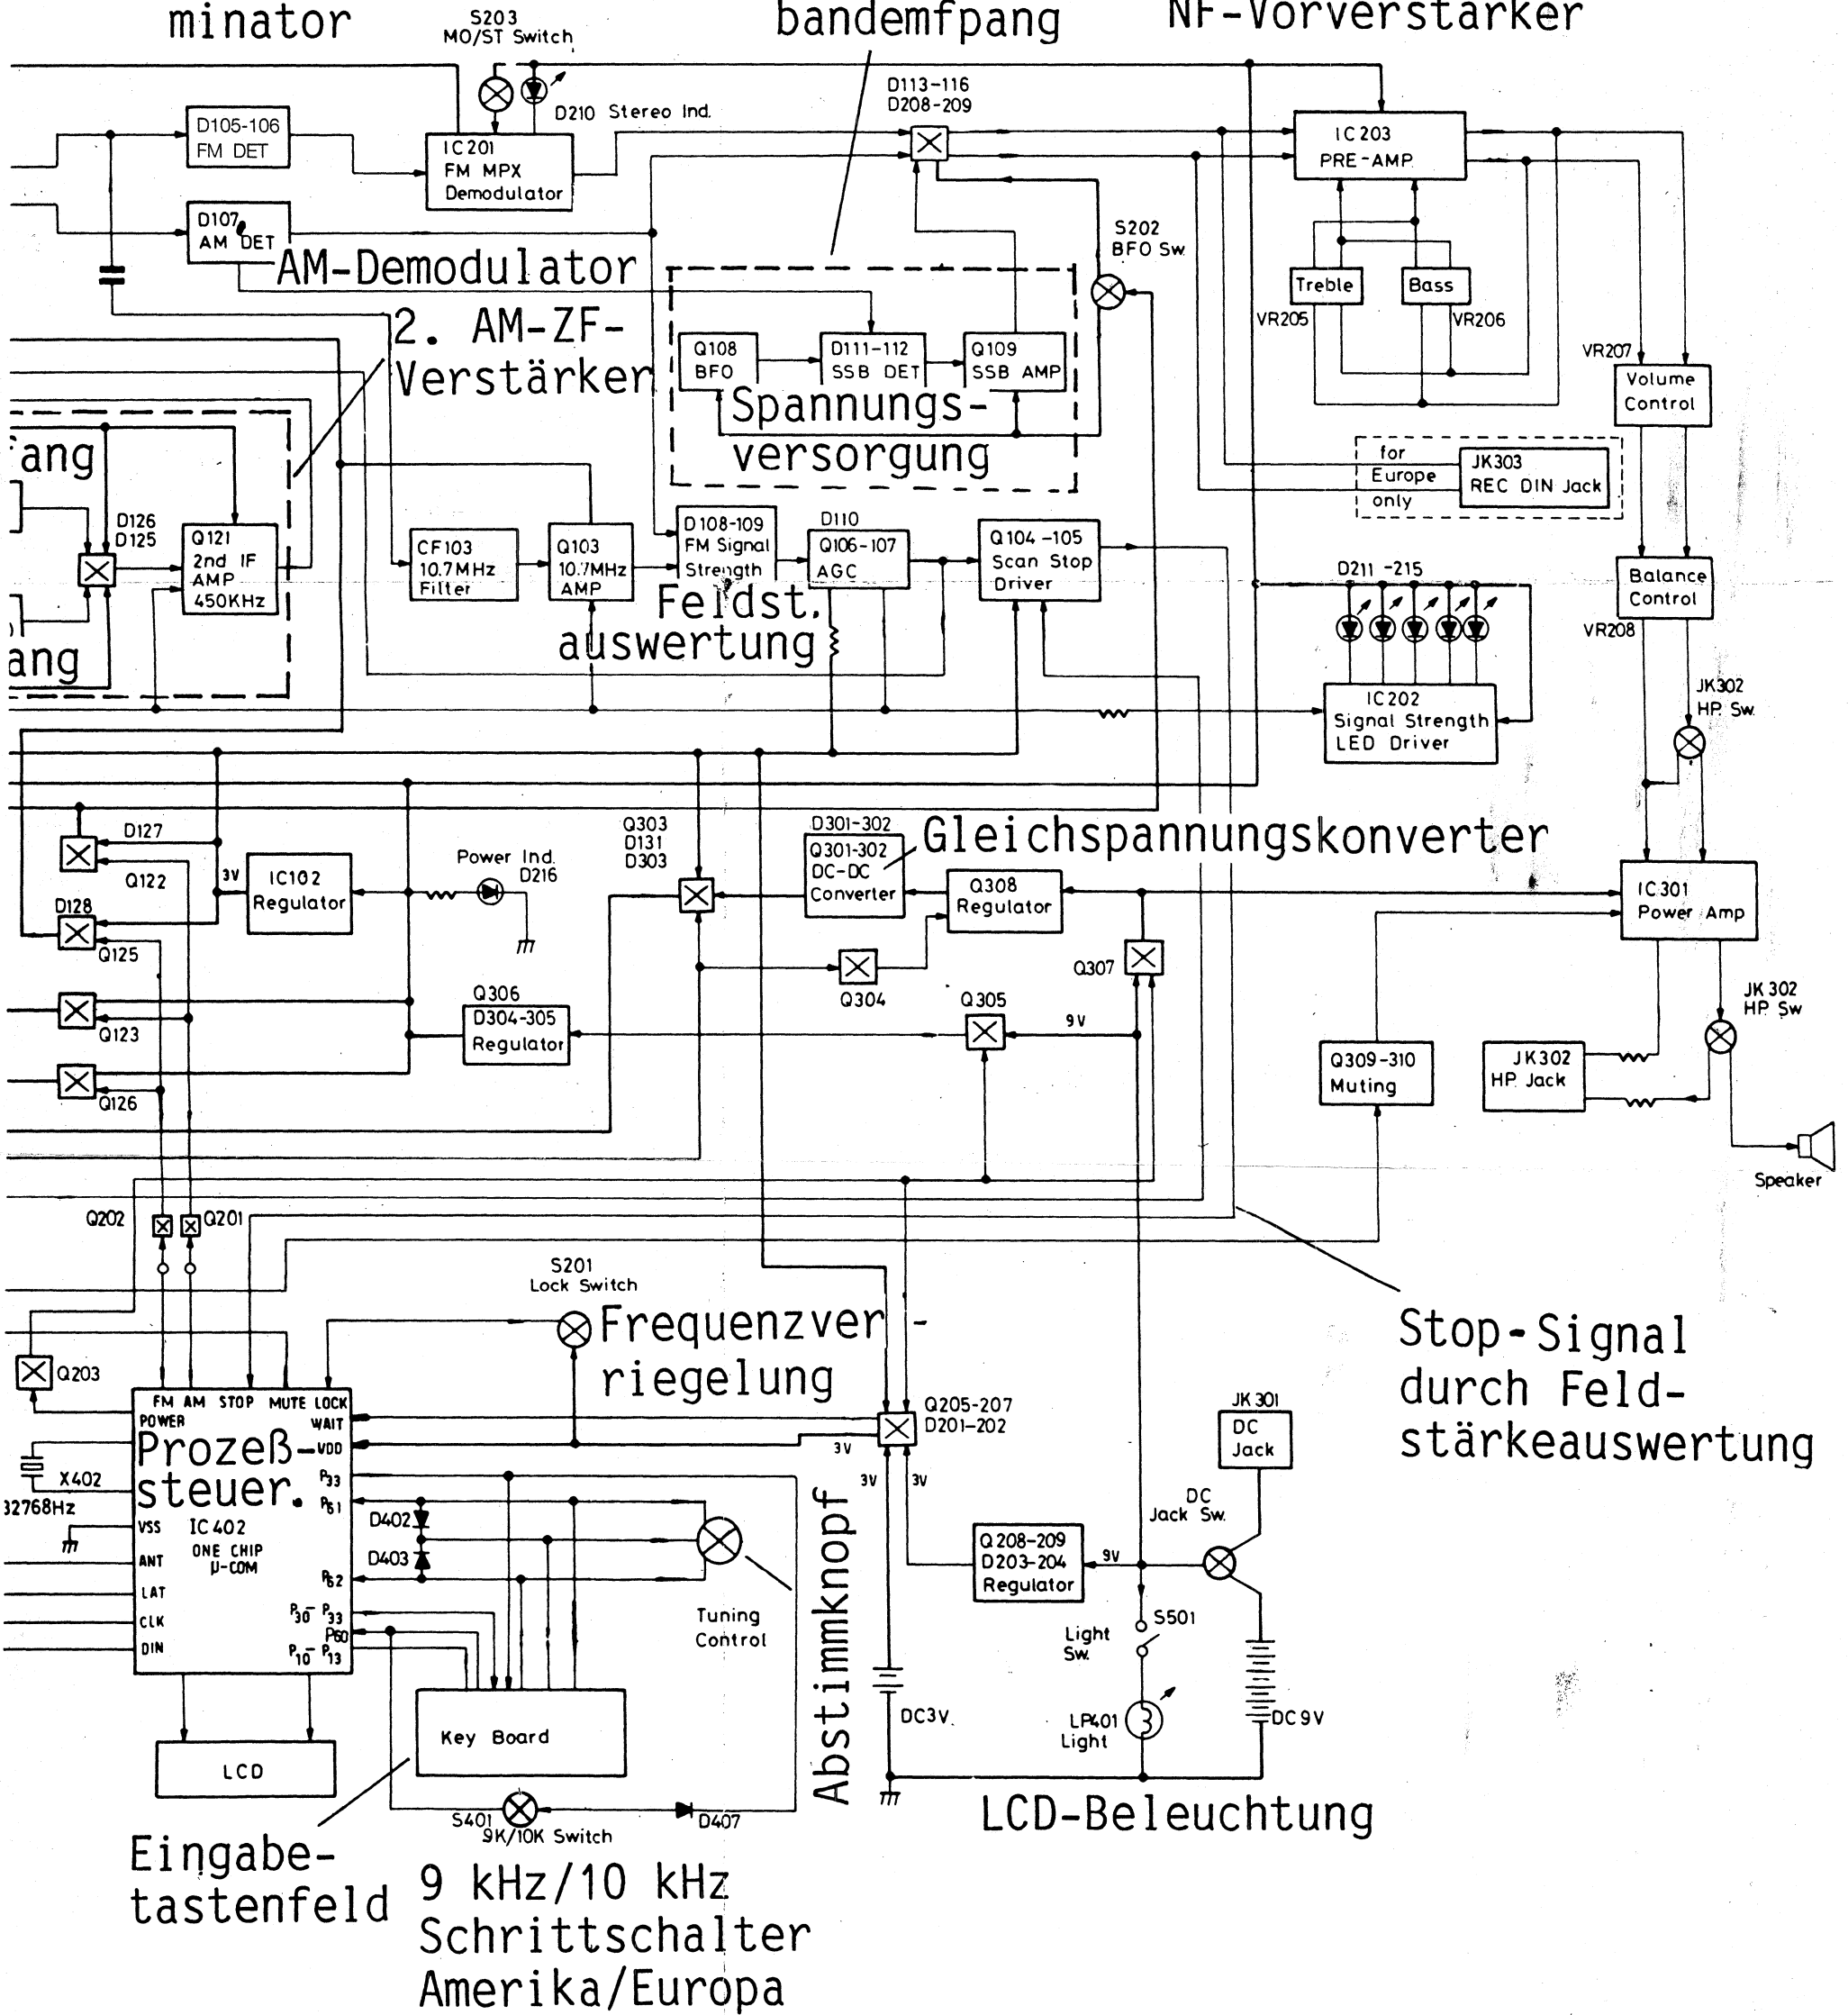 minator
S203
MO/ST Switch
bandemfpang
NF-Vorverstärker
D210 Stereo Ind.
D113-116
D208-209
D105-106
FM DET
IC201
FM MPX
Demodulator
IC203
PRE-AMP.
D107
AM DET
AM-Demodulator
S202
BFO Sw.
Treble
Bass
VR205
VR206
2. AM-ZF-
Verstärker
Q108
BFO
D111-112
SSB DET
Q109
SSB AMP
Spannungs-
versorgung
VR207
Volume
Control
fang
for
Europe
only
JK303
REC DIN Jack
D126
D125
Q121
2nd IF
AMP
450KHz
CF103
10.7MHz
Filter
Q103
10.7MHz
AMP
D108-109
FM Signal
Strength
D110
Q106-107
AGC
Q104-105
Scan Stop
Driver
Feldst.
auswertung
D211-215
Balance
Control
VR208
ang
IC202
Signal Strength
LED Driver
JK302
HP. Sw.
D127
Q122
3V
IC102
Regulator
Power Ind.
D216
Q303
D131
D303
D301-302
Q301-302
DC-DC
Converter
Gleichspannungskonverter
Q308
Regulator
IC301
Power Amp
D128
Q125
Q307
Q304
Q305
9V
Q123
Q306
D304-305
Regulator
JK302
HP. Sw
Q126
Q309-310
Muting
JK302
HP. Jack
Speaker
Q202
Q201
S201
Lock Switch
Frequenzver-
riegelung
Stop-Signal
durch Feld-
stärkeauswertung
Q203
FM AM STOP MUTE LOCK
POWER
WAIT
VDD
Prozeß-
steuer.
X402
32768Hz
VSS
IC402
ONE CHIP
μ-COM
ANT
LAT
CLK
DIN
P33
P61
P62
P30-P33
P60
P10-P13
D402
D403
Q205-207
D201-202
3V
3V
3V
JK301
DC
Jack
DC
Jack Sw.
Q208-209
D203-204
Regulator
9V
Tuning
Control
Abstimmknopf
Light
Sw.
S501
LP401
Light
DC3V.
DC9V
Key Board
LCD
S401
9K/10K Switch
D407
LCD-Beleuchtung
Eingabe-
tastenfeld
9 kHz/10 kHz
Schrittschalter
Amerika/Europa